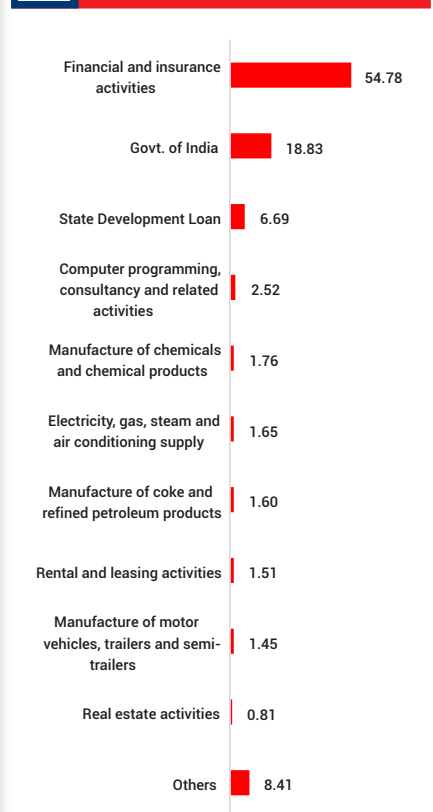 Financial and insurance
activities
54.78
Govt. of India
18.83
State Development Loan
6.69
Computer programming,
consultancy and related
activities
2.52
Manufacture of chemicals
and chemical products
1.76
Electricity, gas, steam and
air conditioning supply
1.65
Manufacture of coke and
refined petroleum products
1.60
Rental and leasing activities
1.51
Manufacture of motor
vehicles, trailers and semi-
trailers
1.45
Real estate activities
0.81
Others
8.41